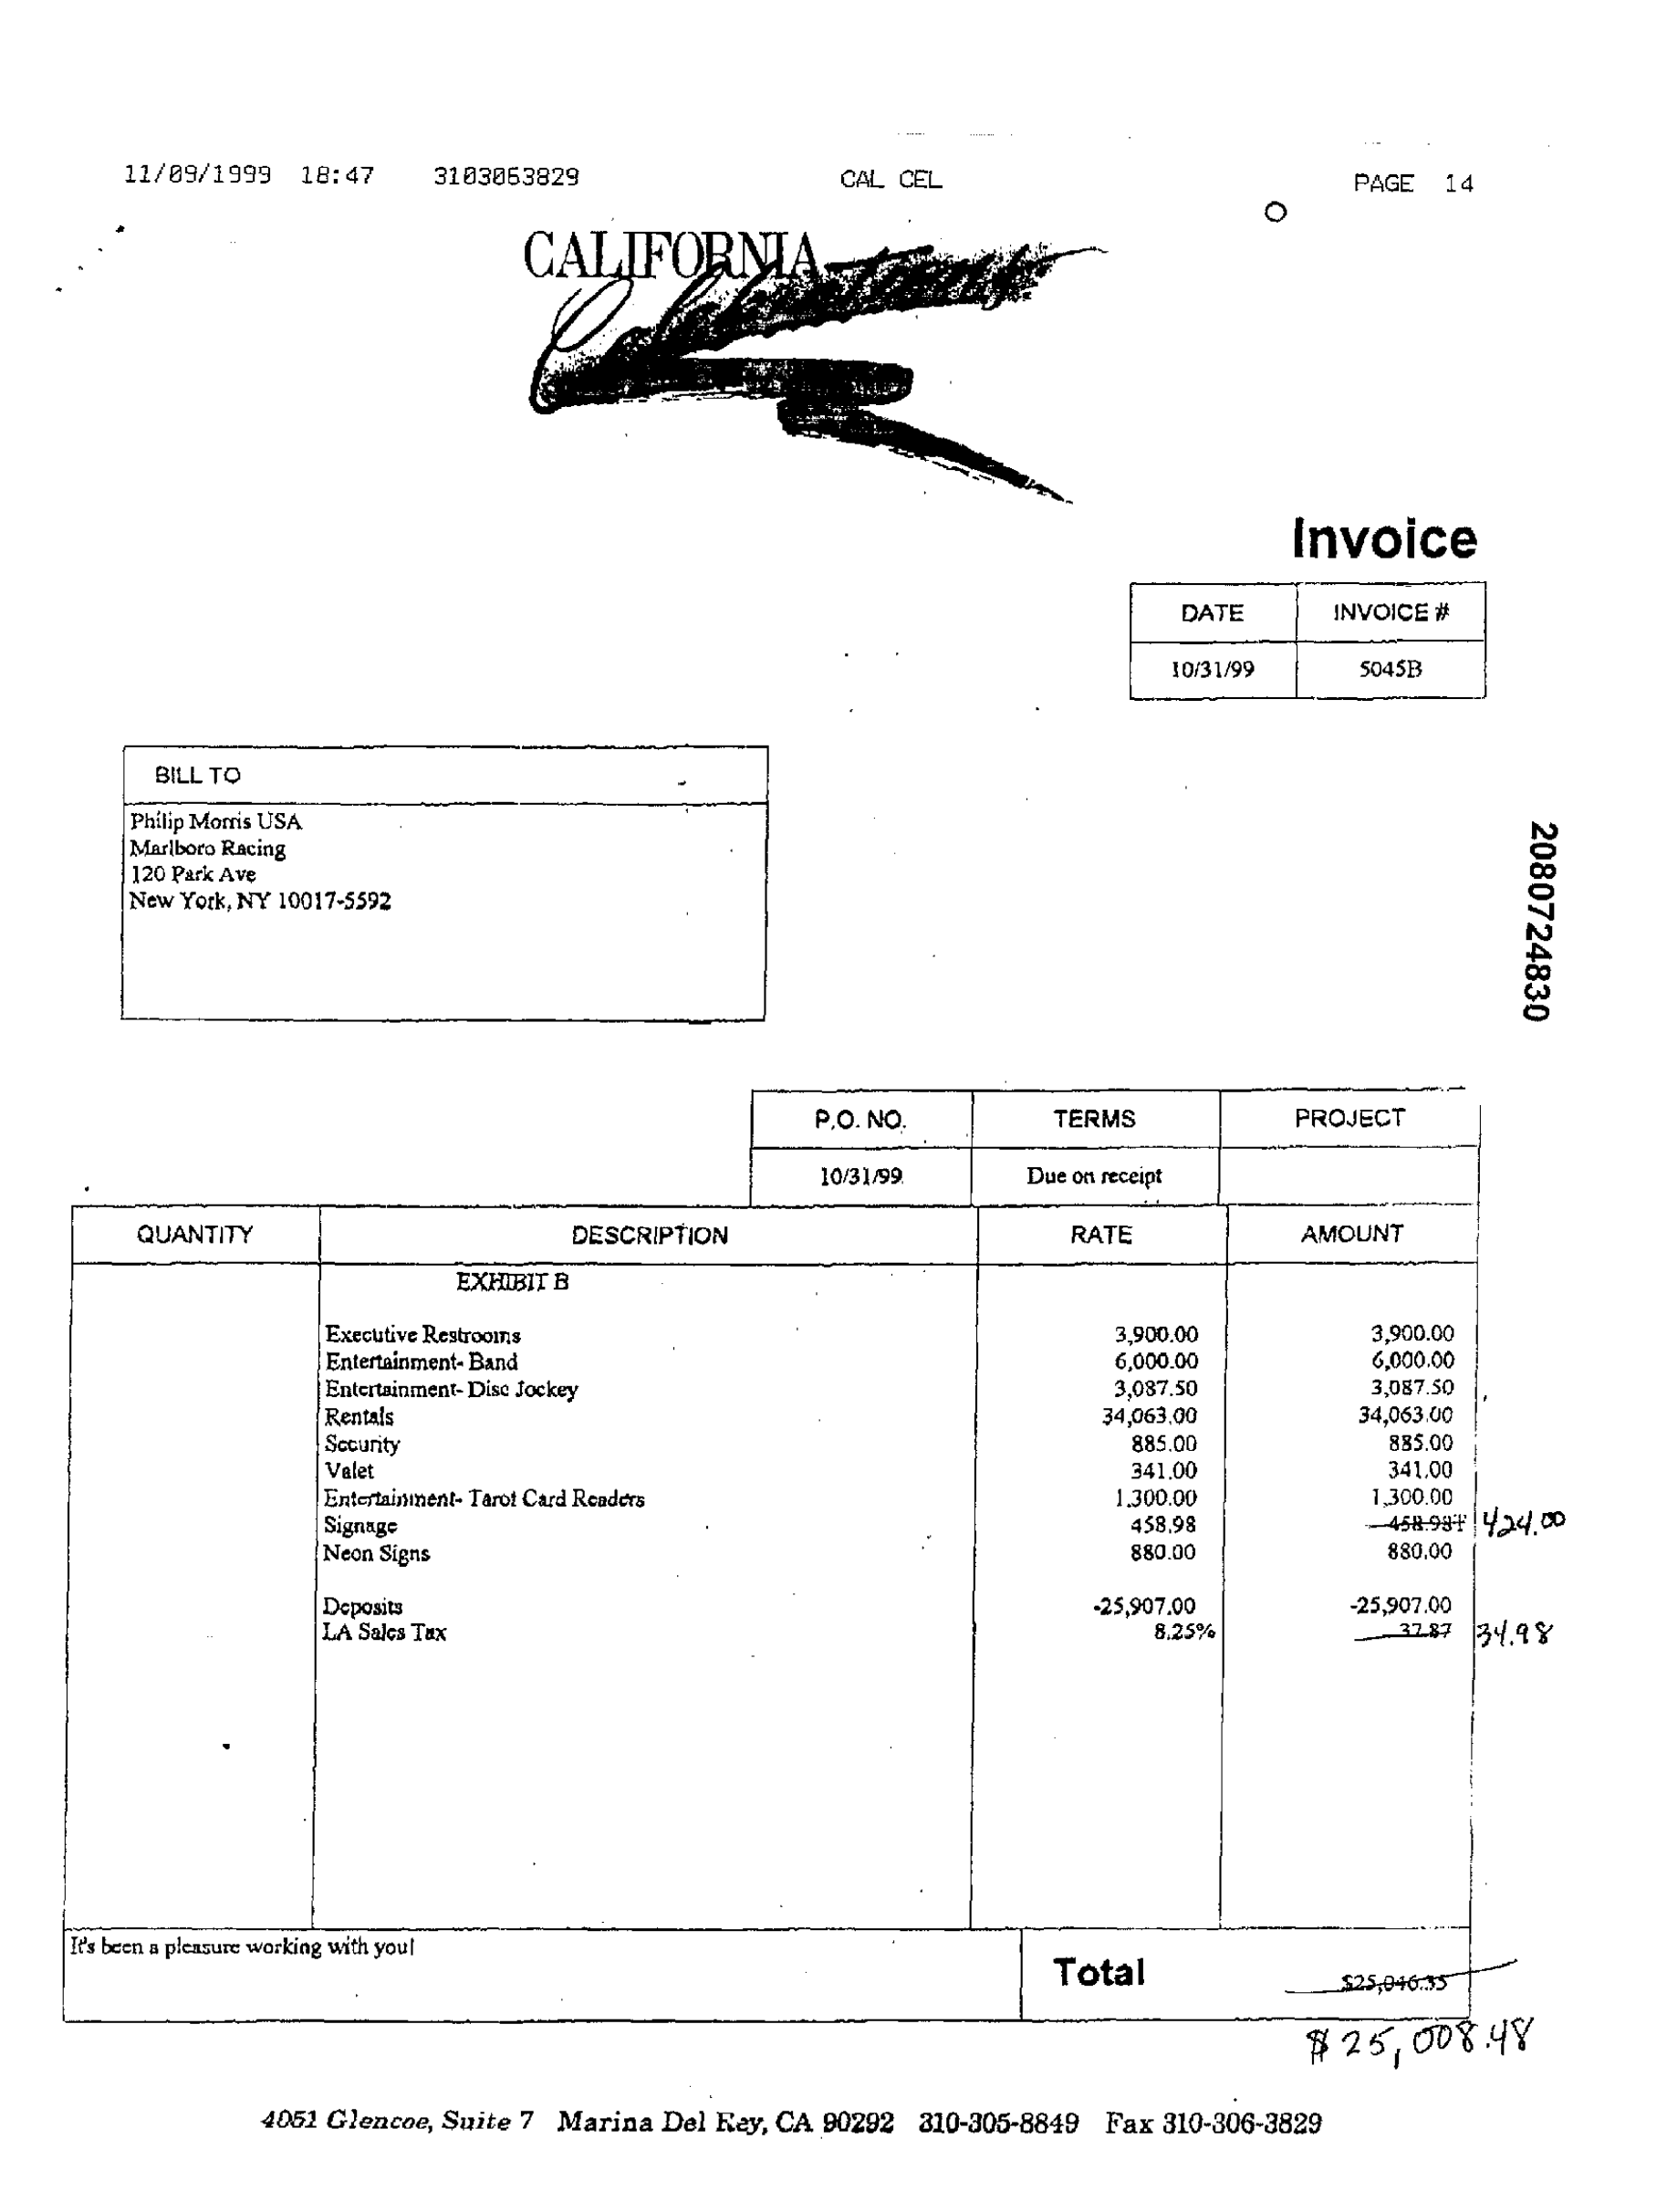 11/09/1999 18:47 3103063829 CAL CEL PAGE 14
CALIFORNIA
Celebrations
Invoice
DATE INVOICE #
10/31/99 5045B
BILL TO
Philip Morris USA
Marlboro Racing
120 Park Ave
New York, NY 10017-5592
2080724830
P.O. NO. TERMS PROJECT
10/31/99 Due on receipt
QUANTITY DESCRIPTION RATE AMOUNT
EXHIBIT B
Executive Restrooms 3,900.00 3,900.00
Entertainment- Band 6,000.00 6,000.00
Entertainment- Disc Jockey 3,087.50 3,087.50
Rentals 34,063.00 34,063.00
Security 885.00 885.00
Valet 341.00 341.00
Entertainment- Tarot Card Readers 1,300.00 1,300.00
Signage 458.98 458.98T 424.00
Neon Signs 880.00 880.00
Deposits -25,907.00 -25,907.00
LA Sales Tax 8.25% 37.87 34.98
It's been a pleasure working with you!
Total $25,046.35
$25,008.48
4051 Glencoe, Suite 7 Marina Del Rey, CA 90292 310-305-8849 Fax 310-306-3829